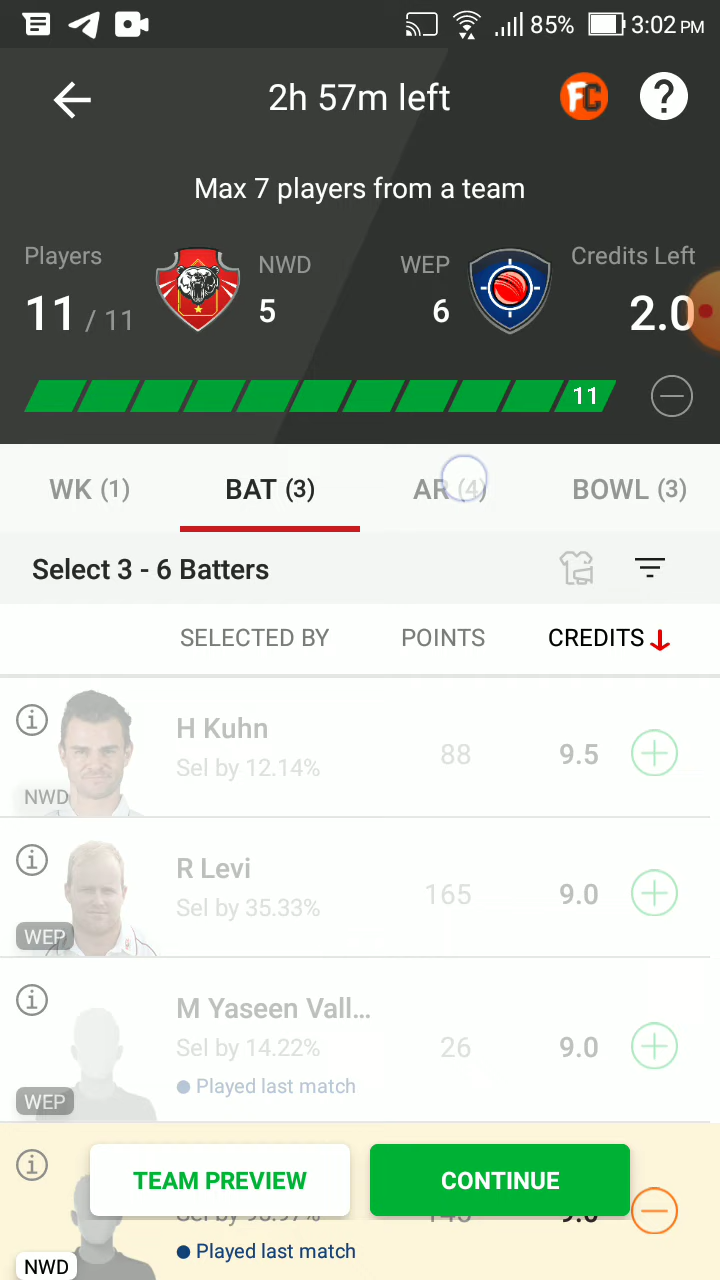 85% 3:02 PM
2h 57m left
FC
?
Max 7 players from a team
Players
NWD
WEP
Credits Left
11 / 11
5
6
2.0
11
WK (1)
BAT (3)
AR (4)
BOWL (3)
Select 3 - 6 Batters
SELECTED BY
POINTS
CREDITS
H Kuhn
Sel by 12.14%
88
9.5
NWD
R Levi
Sel by 35.33%
165
9.0
WEP
M Yaseen Vall...
Sel by 14.22%
26
9.0
Played last match
WEP
TEAM PREVIEW
CONTINUE
Played last match
NWD